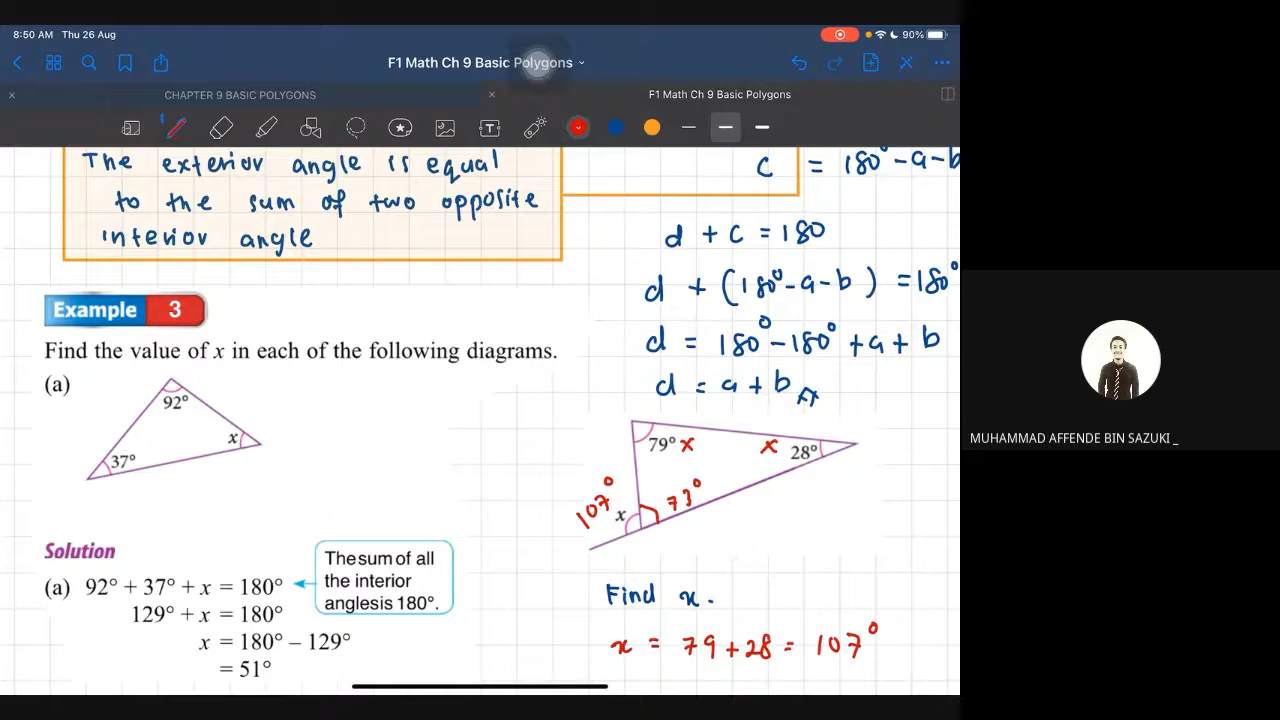 8:50 AM Thu 26 Aug
90%
F1 Math Ch 9 Basic Polygons
CHAPTER 9 BASIC POLYGONS
F1 Math Ch 9 Basic Polygons
The exterior angle is equal
to the sum of two opposite
interior angle
c = 180° - a - b
d + c = 180
d + (180° - a - b) = 180°
d = 180° - 180° + a + b
d = a + b
Example 3
Find the value of x in each of the following diagrams.
(a)
92°
x
37°
79° x
x 28°
107°
x
73°
Solution
(a) 92° + 37° + x = 180°
129° + x = 180°
x = 180° – 129°
= 51°
The sum of all
the interior
anglesis 180°.
Find x.
x = 79 + 28 = 107°
MUHAMMAD AFFENDE BIN SAZUKI _